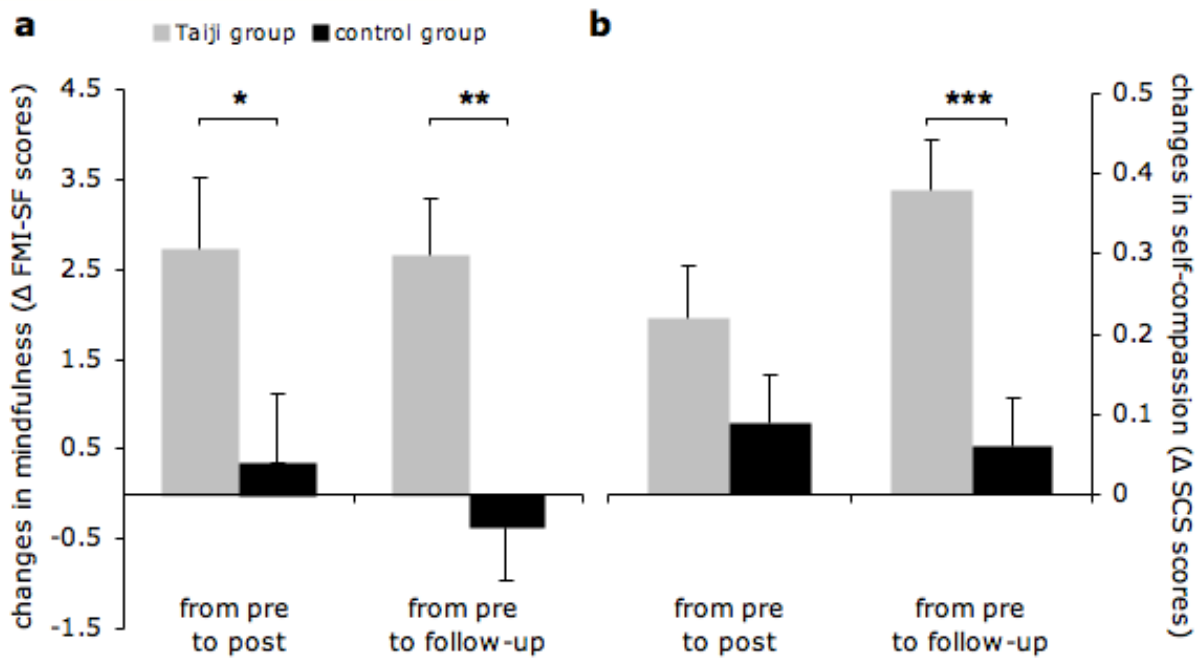 a
Taiji group
control group
b
changes in mindfulness (Δ FMI-SF scores)
4.5
3.5
2.5
1.5
0.5
-0.5
-1.5
*
**
from pre
to post
from pre
to follow-up
***
from pre
to post
from pre
to follow-up
0.5
0.4
0.3
0.2
0.1
0
changes in self-compassion (Δ SCS scores)